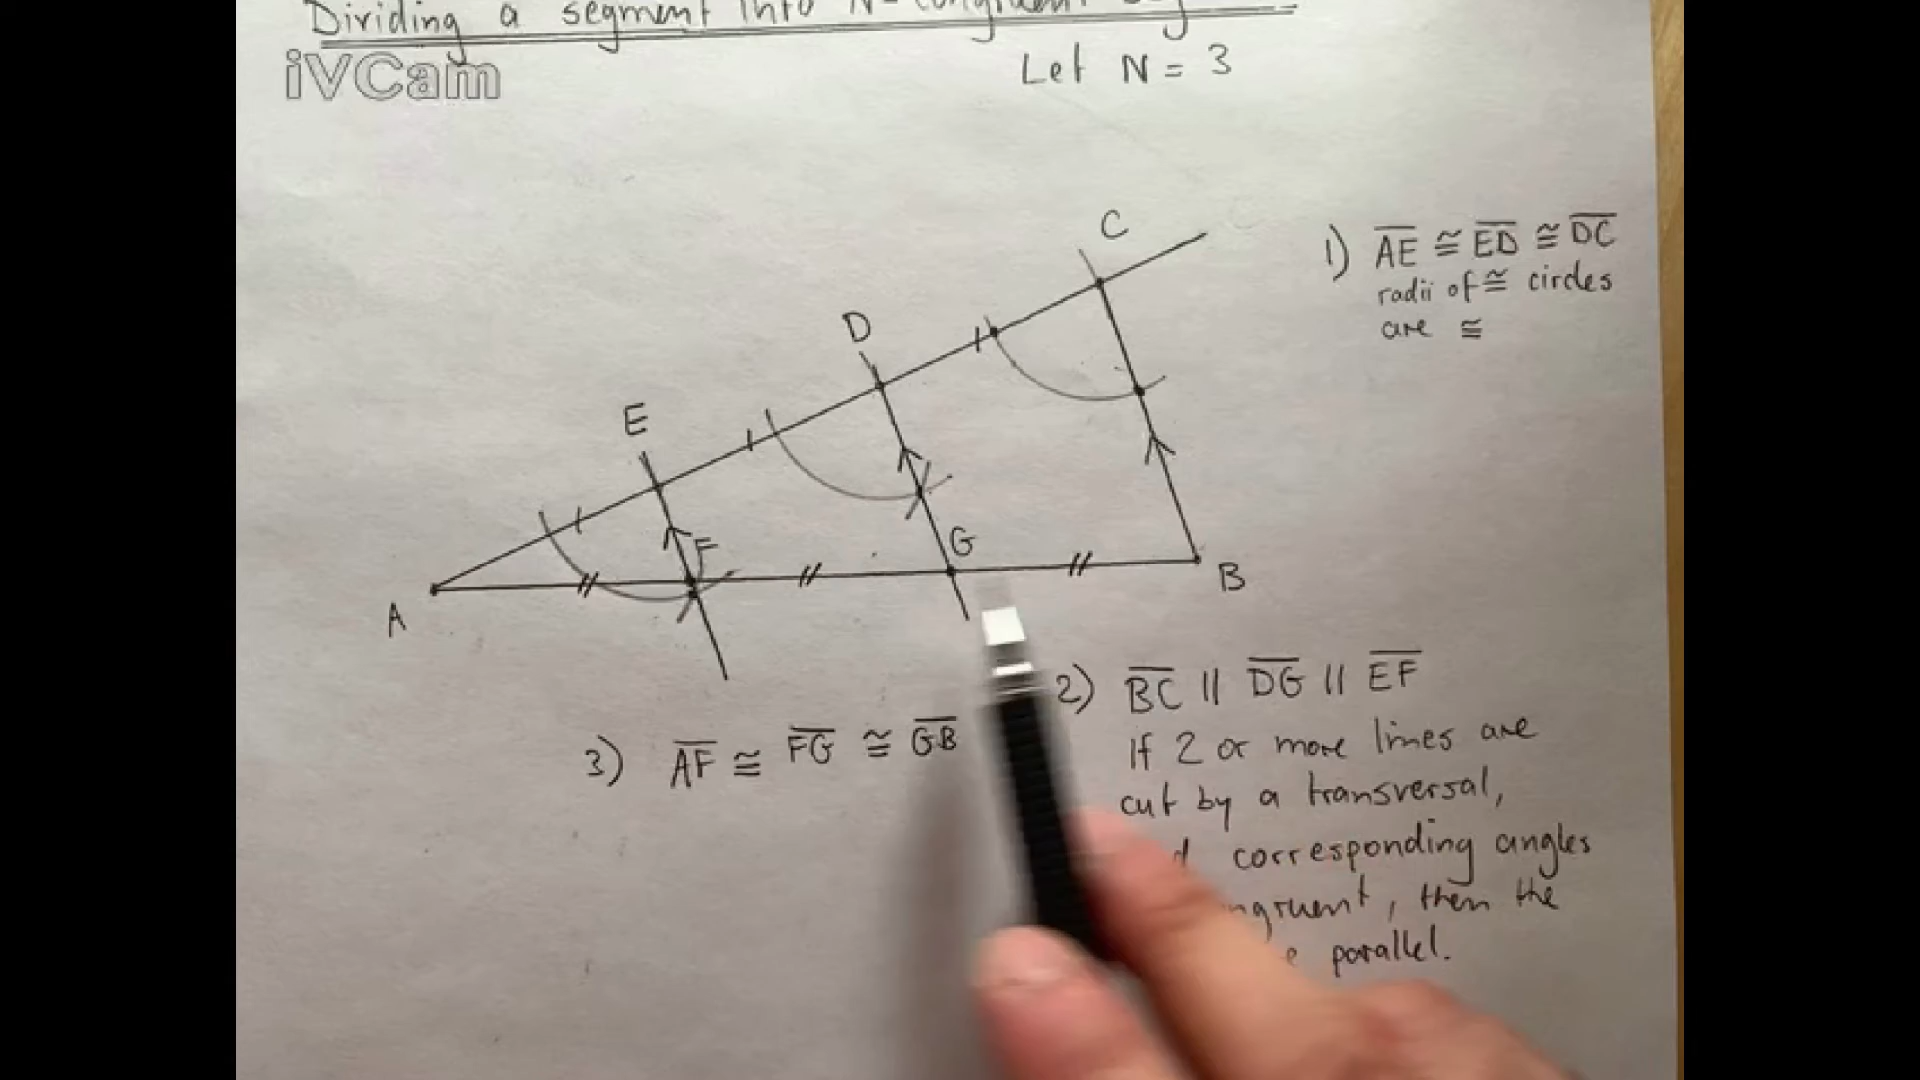 Dividing a segment into N-congruent
iVCam
Let N = 3
C
1) AE ≅ ED ≅ DC
radii of ≅ circles
are ≅
D
E
F
G
A
B
2) BC || DG || EF
If 2 or more lines are
cut by a transversal,
corresponding angles
, then the
parallel.
3) AF ≅ FG ≅ GB